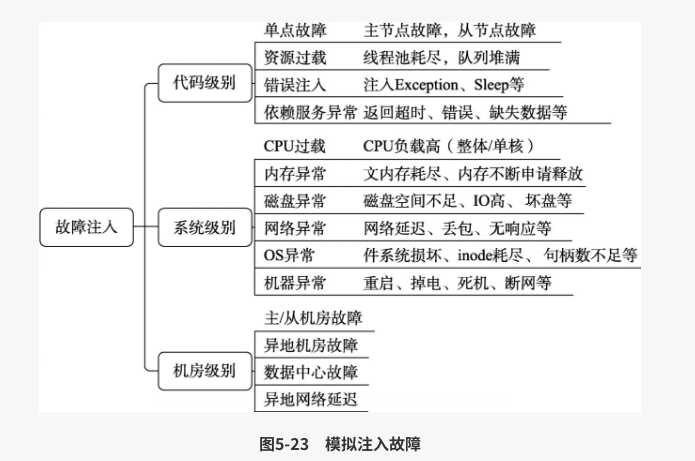 单点故障 主节点故障，从节点故障
资源过载 线程池耗尽，队列堆满
代码级别
错误注入 注入Exception、Sleep等
依赖服务异常 返回超时、错误、缺失数据等
CPU过载 CPU负载高（整体/单核）
内存异常 文内存耗尽、内存不断申请释放
磁盘异常 磁盘空间不足、IO高、坏盘等
故障注入
系统级别
网络异常 网络延迟、丢包、无响应等
OS异常 件系统损坏、inode耗尽、句柄数不足等
机器异常 重启、掉电、死机、断网等
主/从机房故障
异地机房故障
机房级别
数据中心故障
异地网络延迟
图5-23 模拟注入故障